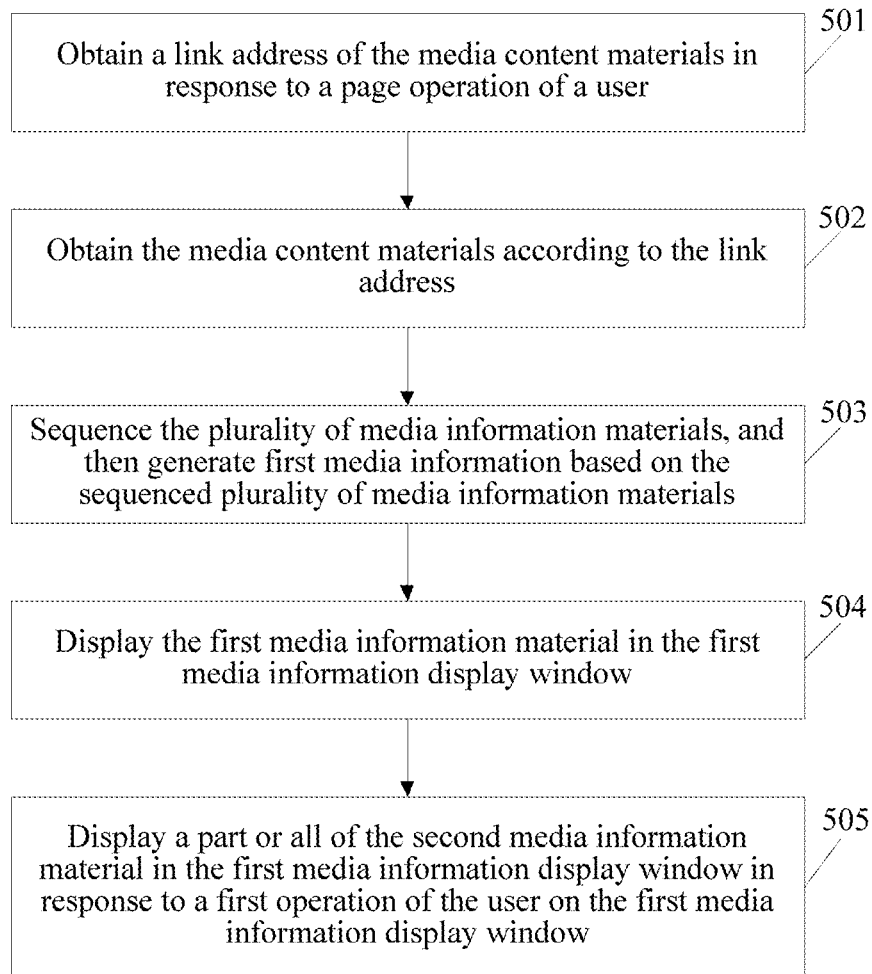 501
Obtain a link address of the media content materials in
response to a page operation of a user
502
Obtain the media content materials according to the link
address
503
Sequence the plurality of media information materials, and
then generate first media information based on the
sequenced plurality of media information materials
504
Display the first media information material in the first
media information display window
505
Display a part or all of the second media information
material in the first media information display window in
response to a first operation of the user on the first media
information display window